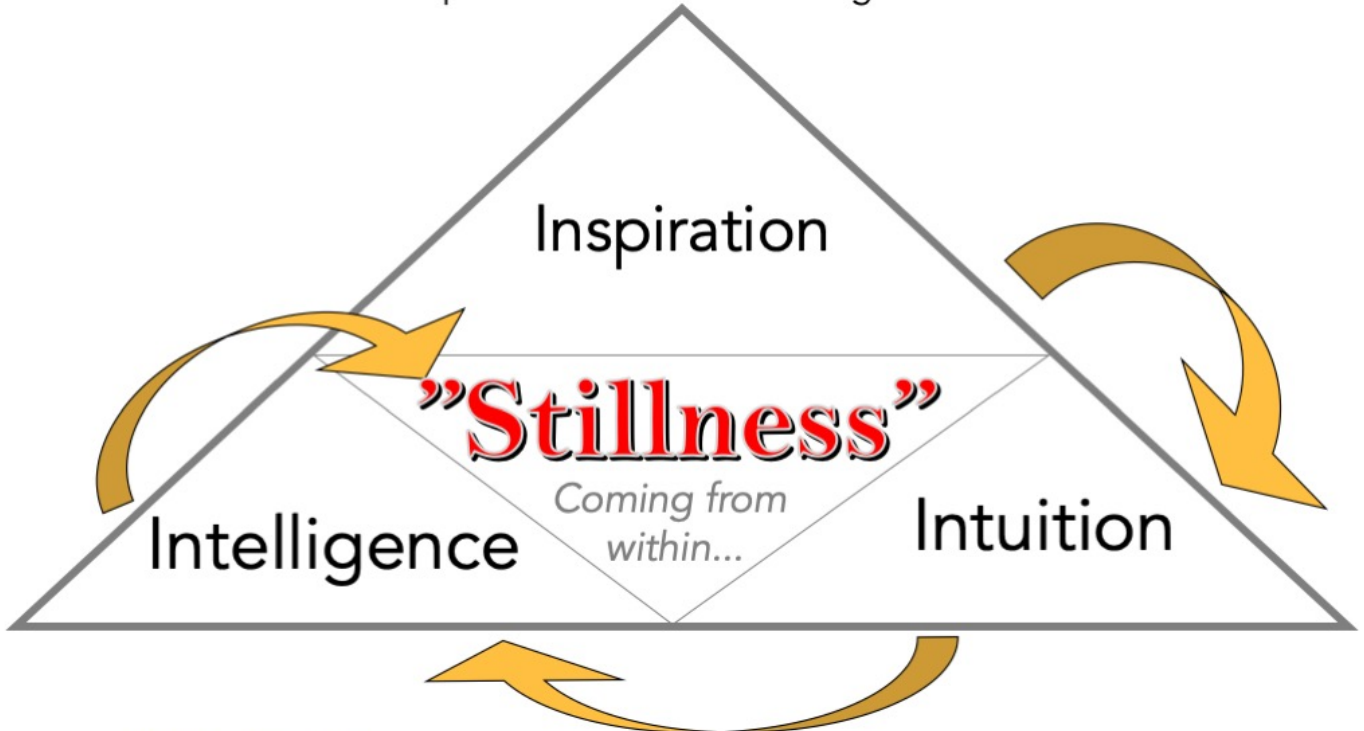 Inspiration
”Stillness”
Coming from
within...
Intelligence
Intuition